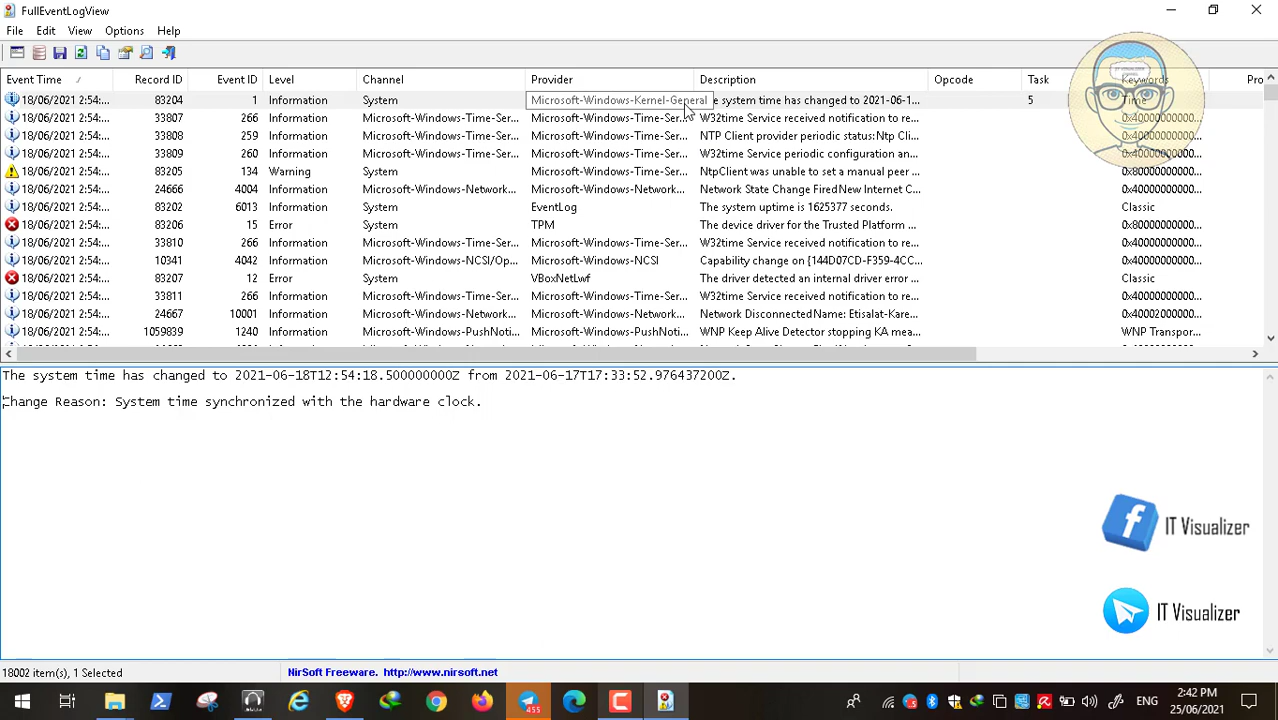 FullEventLogView
File Edit View Options Help
Event Time Record ID Event ID Level Channel Provider Description Opcode Task Keywords Pro
18/06/2021 2:54:... 83204 1 Information System Microsoft-Windows-Kernel-General e system time has changed to 2021-06-1... 5 Time
18/06/2021 2:54:... 33807 266 Information Microsoft-Windows-Time-Ser... Microsoft-Windows-Time-Ser... W32time Service received notification to re... 0x40000000000...
18/06/2021 2:54:... 33808 259 Information Microsoft-Windows-Time-Ser... Microsoft-Windows-Time-Ser... NTP Client provider periodic status:Ntp Cli... 0x40000000000...
18/06/2021 2:54:... 33809 260 Information Microsoft-Windows-Time-Ser... Microsoft-Windows-Time-Ser... W32time Service periodic configuration an... 0x40000000000...
18/06/2021 2:54:... 83205 134 Warning Microsoft-Windows-Time-Ser... Microsoft-Windows-Time-Ser... NtpClient was unable to set a manual peer ... 0x80000000000...
18/06/2021 2:54:... 24666 4004 Information Microsoft-Windows-Network... Microsoft-Windows-Network... Network State Change FiredNew Internet C... 0x40000000000...
18/06/2021 2:54:... 83202 6013 Information System EventLog The system uptime is 1625377 seconds. Classic
18/06/2021 2:54:... 83206 15 Error System TPM The device driver for the Trusted Platform ... 0x80000000000...
18/06/2021 2:54:... 33810 266 Information Microsoft-Windows-Time-Ser... Microsoft-Windows-Time-Ser... W32time Service received notification to re... 0x40000000000...
18/06/2021 2:54:... 10341 4042 Information Microsoft-Windows-NCSI/Op... Microsoft-Windows-NCSI Capability change on {144D07CD-F359-4CC... 0x40000000000...
18/06/2021 2:54:... 83207 12 Error System VBoxNetLwf The driver detected an internal driver error ... Classic
18/06/2021 2:54:... 33811 266 Information Microsoft-Windows-Time-Ser... Microsoft-Windows-Time-Ser... W32time Service received notification to re... 0x40000000000...
18/06/2021 2:54:... 24667 10001 Information Microsoft-Windows-Network... Microsoft-Windows-Network... Network DisconnectedName: Etisalat-Kare... 0x40002000000...
18/06/2021 2:54:... 1059839 1240 Information Microsoft-Windows-PushNoti... Microsoft-Windows-PushNoti... WNP Keep Alive Detector stopping KA mea... WNP Transpor...
The system time has changed to 2021-06-18T12:54:18.500000000Z from 2021-06-17T17:33:52.976437200Z.
Change Reason: System time synchronized with the hardware clock.
IT Visualizer
IT Visualizer
18002 item(s), 1 Selected NirSoft Freeware. http://www.nirsoft.net
455
ENG
2:42 PM
25/06/2021